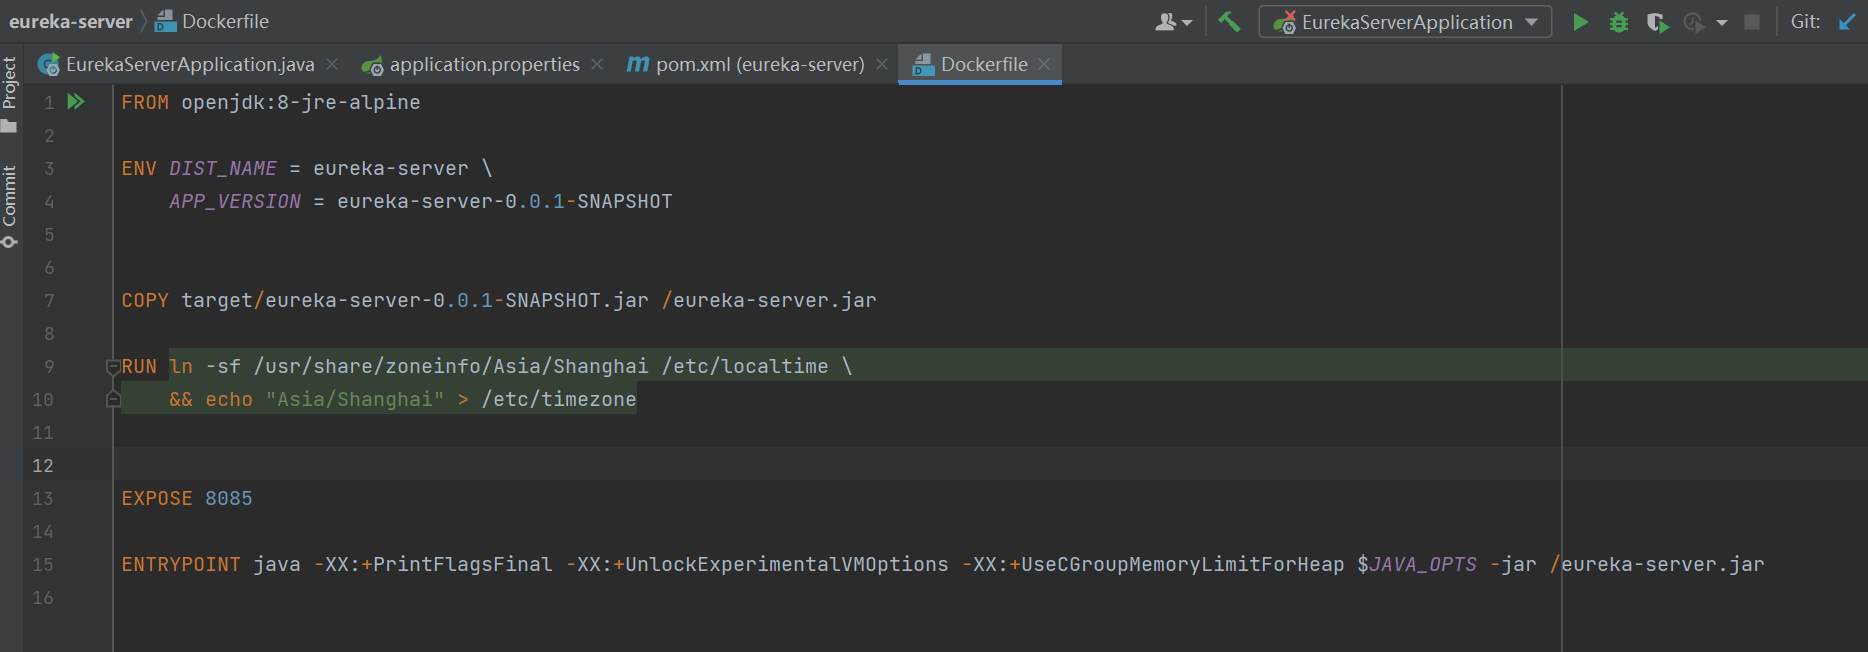 eureka-server Dockerfile EurekaServerApplication Git:
EurekaServerApplication.java application.properties pom.xml (eureka-server) Dockerfile
Project
Commit
1 FROM openjdk:8-jre-alpine
2
3 ENV DIST_NAME = eureka-server \
4 APP_VERSION = eureka-server-0.0.1-SNAPSHOT
5
6
7 COPY target/eureka-server-0.0.1-SNAPSHOT.jar /eureka-server.jar
8
9 RUN ln -sf /usr/share/zoneinfo/Asia/Shanghai /etc/localtime \
10 && echo "Asia/Shanghai" > /etc/timezone
11
12
13 EXPOSE 8085
14
15 ENTRYPOINT java -XX:+PrintFlagsFinal -XX:+UnlockExperimentalVMOptions -XX:+UseCGroupMemoryLimitForHeap $JAVA_OPTS -jar /eureka-server.jar
16